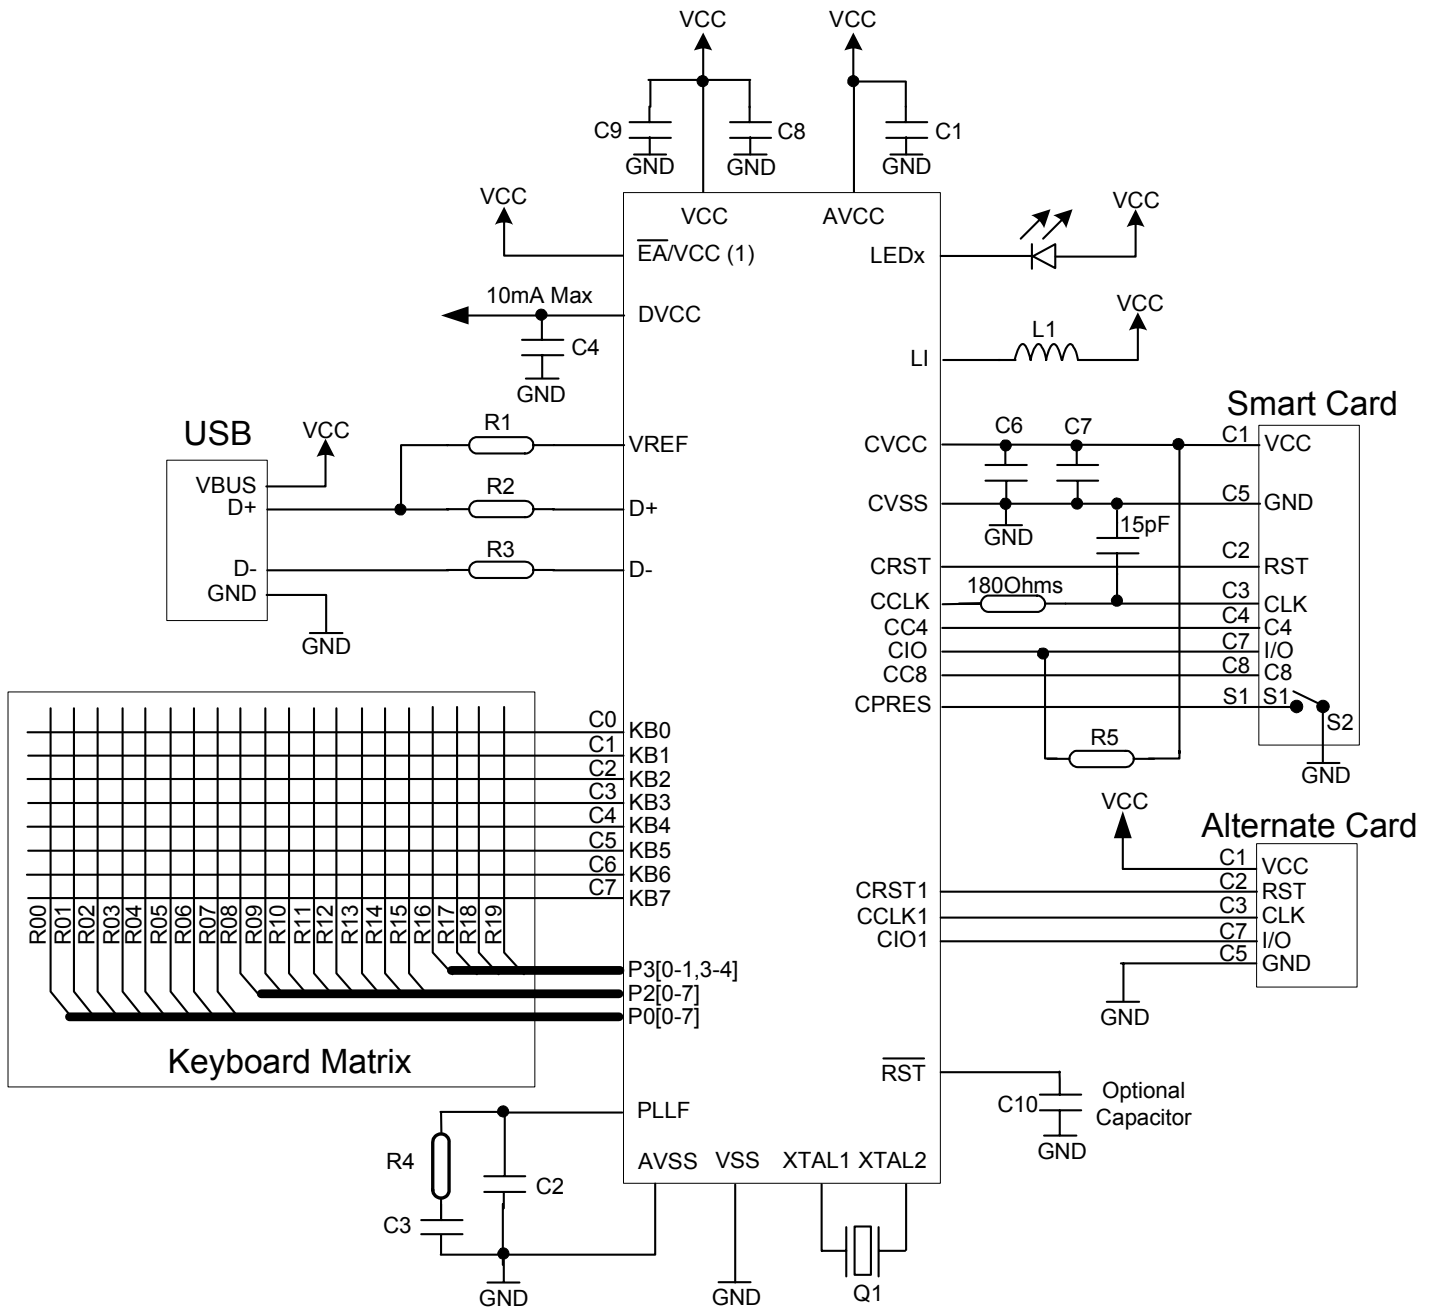 VCC
VCC
C9
C8
C1
GND
GND
GND
VCC
VCC
AVCC
VCC
EA/VCC (1)
LEDx
10mA Max
DVCC
C4
GND
VCC
L1
LI
Smart Card
USB
VCC
R1
VREF
CVCC
C6
C7
C1
VCC
VBUS
D+
R2
D+
CVSS
GND
15pF
C5
GND
D-
R3
D-
CRST
C2
RST
GND
GND
180Ohms
CCLK
C3
CLK
CC4
C4
C4
CIO
C7
I/O
CC8
C8
C8
CPRES
S1
S1
S2
R5
GND
C0
KB0
C1
KB1
C2
KB2
C3
KB3
C4
KB4
C5
KB5
C6
KB6
C7
KB7
R00
R01
R02
R03
R04
R05
R06
R07
R08
R09
R10
R11
R12
R13
R14
R15
R16
R17
R18
R19
P3[0-1,3-4]
P2[0-7]
P0[0-7]
Keyboard Matrix
VCC
Alternate Card
C1
VCC
CRST1
C2
RST
CCLK1
C3
CLK
CIO1
C7
I/O
C5
GND
GND
RST
C10
Optional
Capacitor
GND
PLLF
R4
C2
C3
GND
AVSS
VSS
XTAL1
XTAL2
GND
Q1